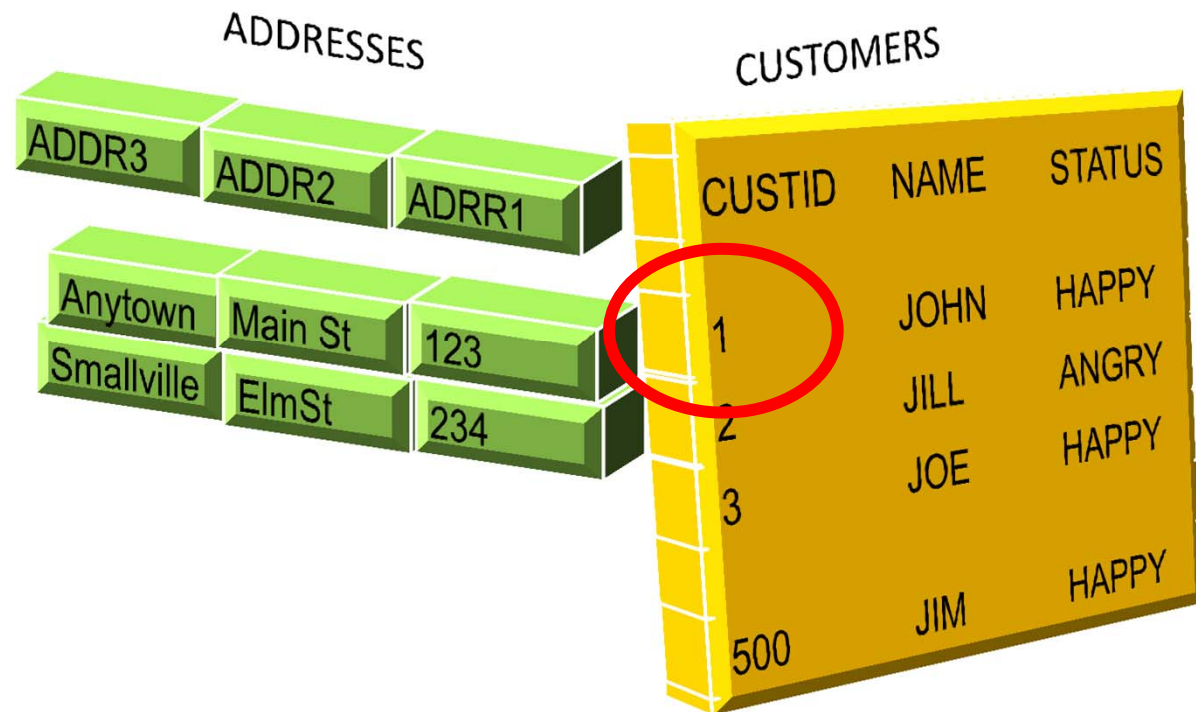 ADDRESSES
ADDR3 ADDR2 ADRR1
Anytown Main St 123
Smallville ElmSt 234
CUSTOMERS
CUSTID NAME STATUS
1 JOHN HAPPY
2 JILL ANGRY
3 JOE HAPPY
500 JIM HAPPY